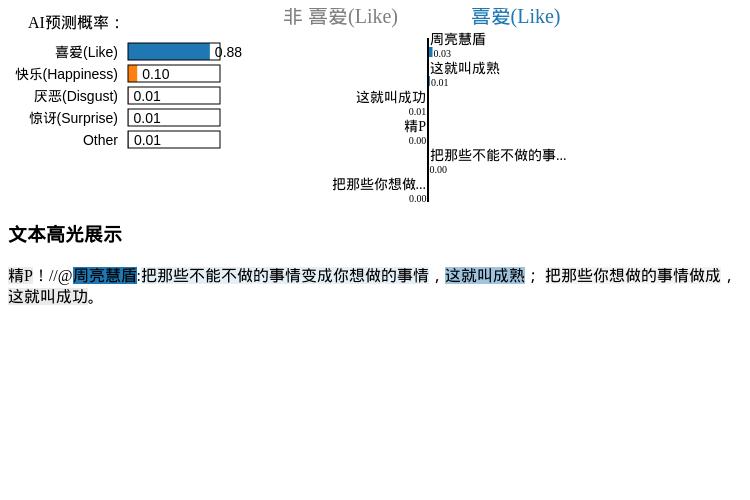 AI预测概率：
喜爱(Like) 0.88
快乐(Happiness) 0.10
厌恶(Disgust) 0.01
惊讶(Surprise) 0.01
Other 0.01
非 喜爱(Like) 喜爱(Like)
周亮慧盾
0.03
这就叫成熟
0.01
这就叫成功
0.01
精P
0.00
把那些不能不做的事...
0.00
把那些你想做...
0.00
文本高光展示
精P！//@周亮慧盾:把那些不能不做的事情变成你想做的事情，这就叫成熟； 把那些你想做的事情做成，
这就叫成功。